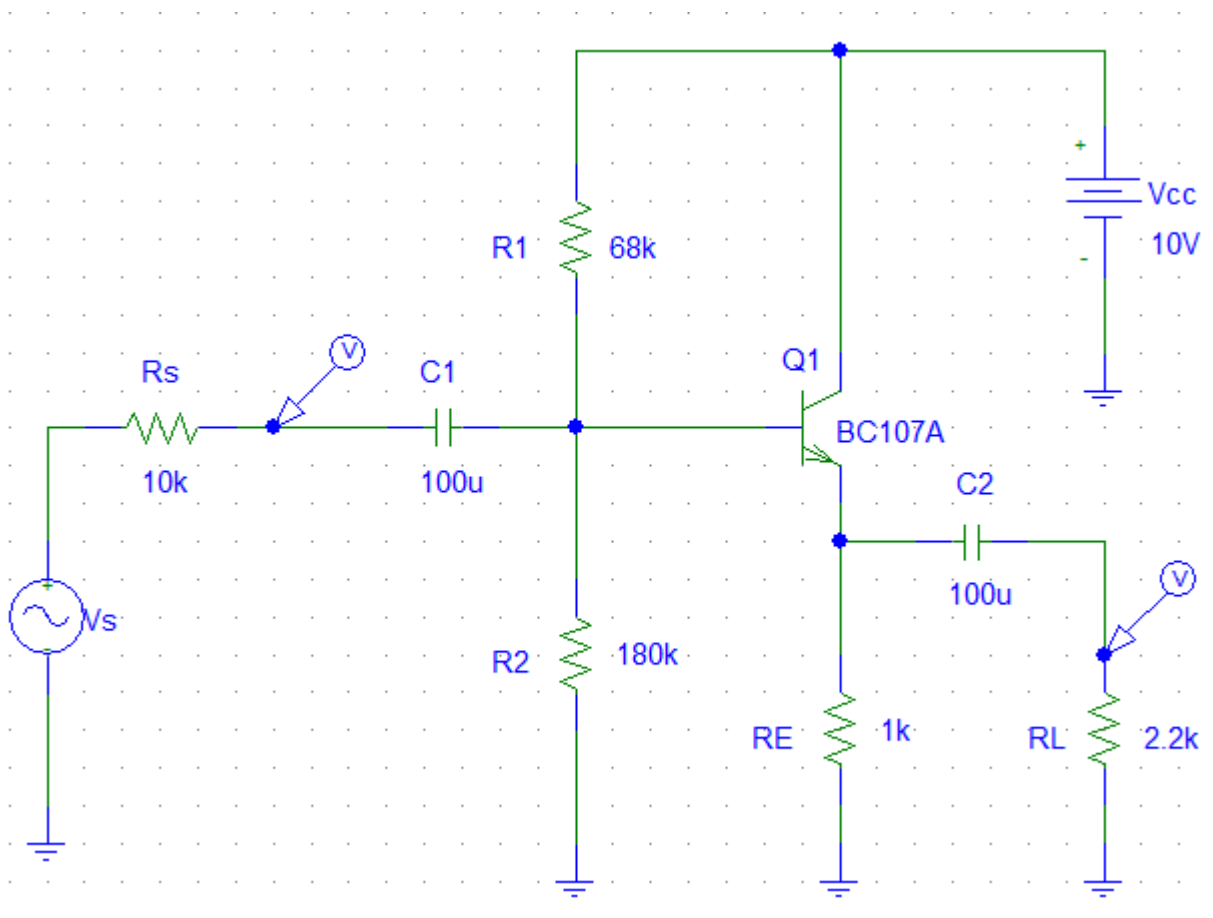 +
Vcc
R1
68k
10V
-
V
Q1
Rs
C1
BC107A
10k
100u
C2
V
+
100u
Vs
-
R2
180k
RE
1k
RL
2.2k